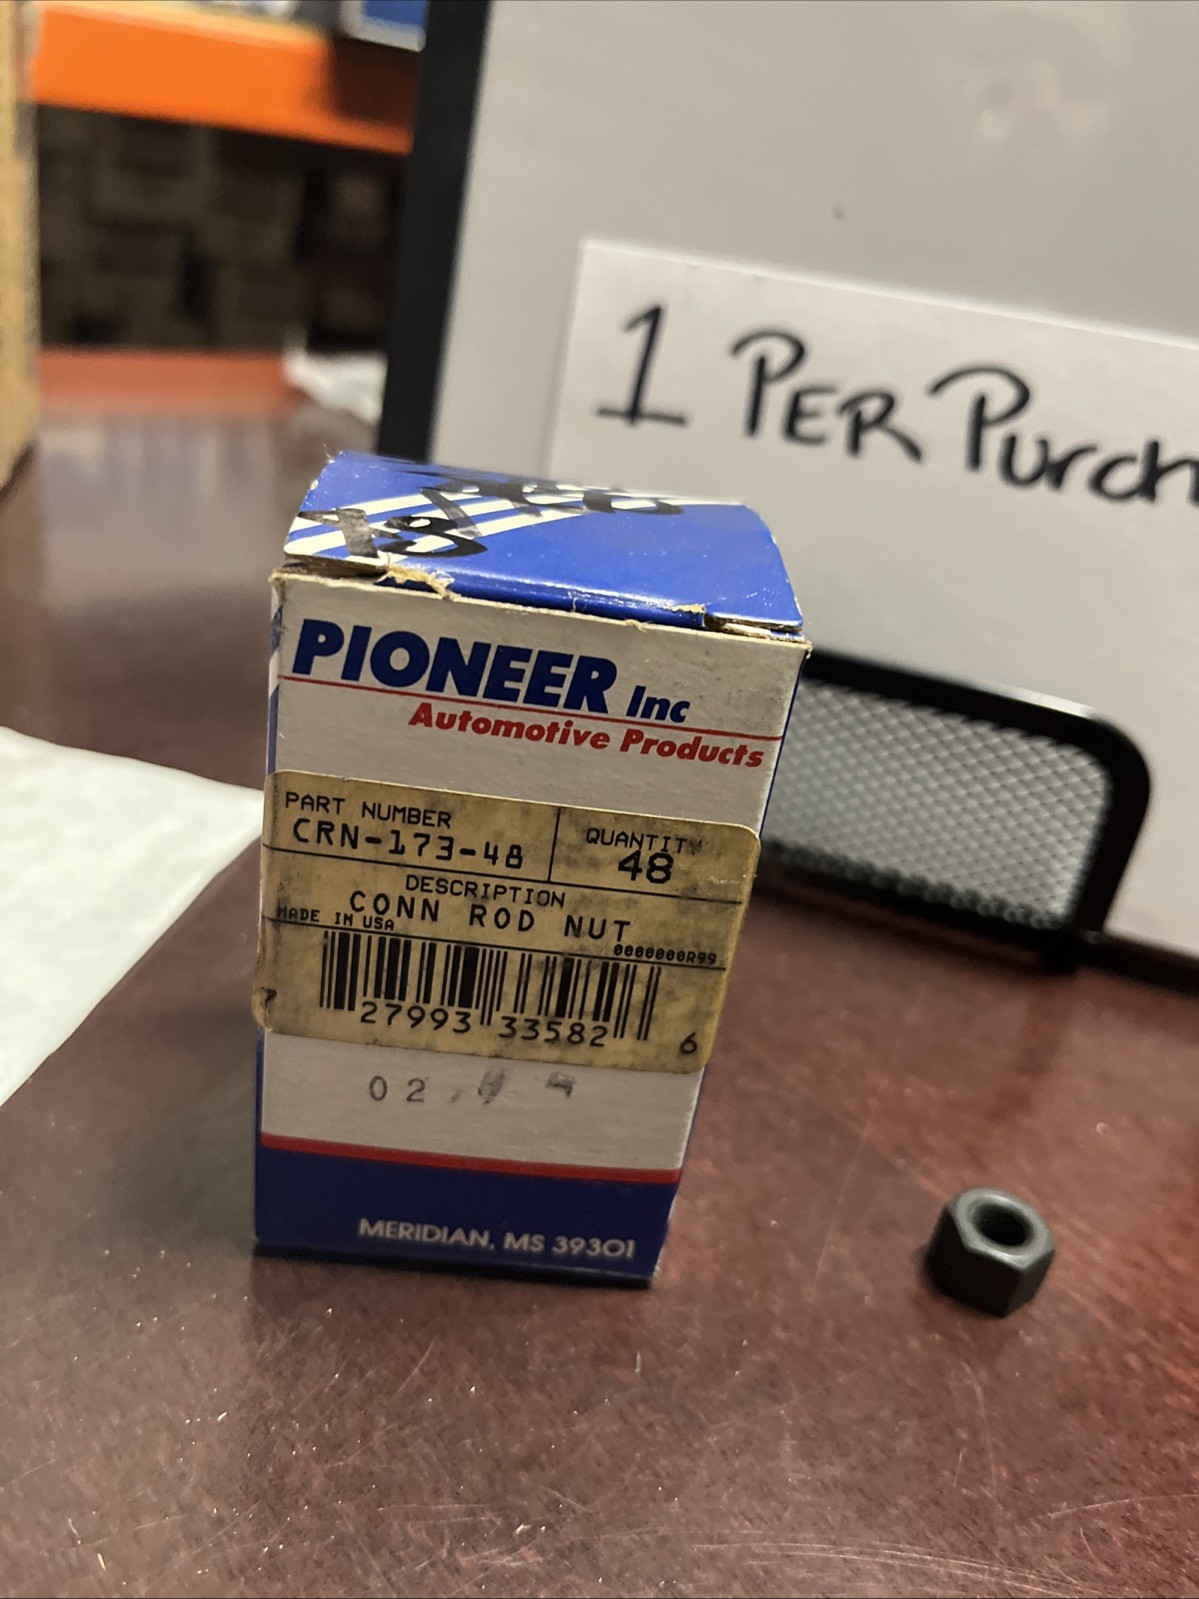 1 PER Purch
PIONEER Inc
Automotive Products
PART NUMBER
CRN-173-48
QUANTITY
48
DESCRIPTION
CONN ROD NUT
MADE IN USA
0000000R99
7 27993 33582 6
02
MERIDIAN, MS 39301